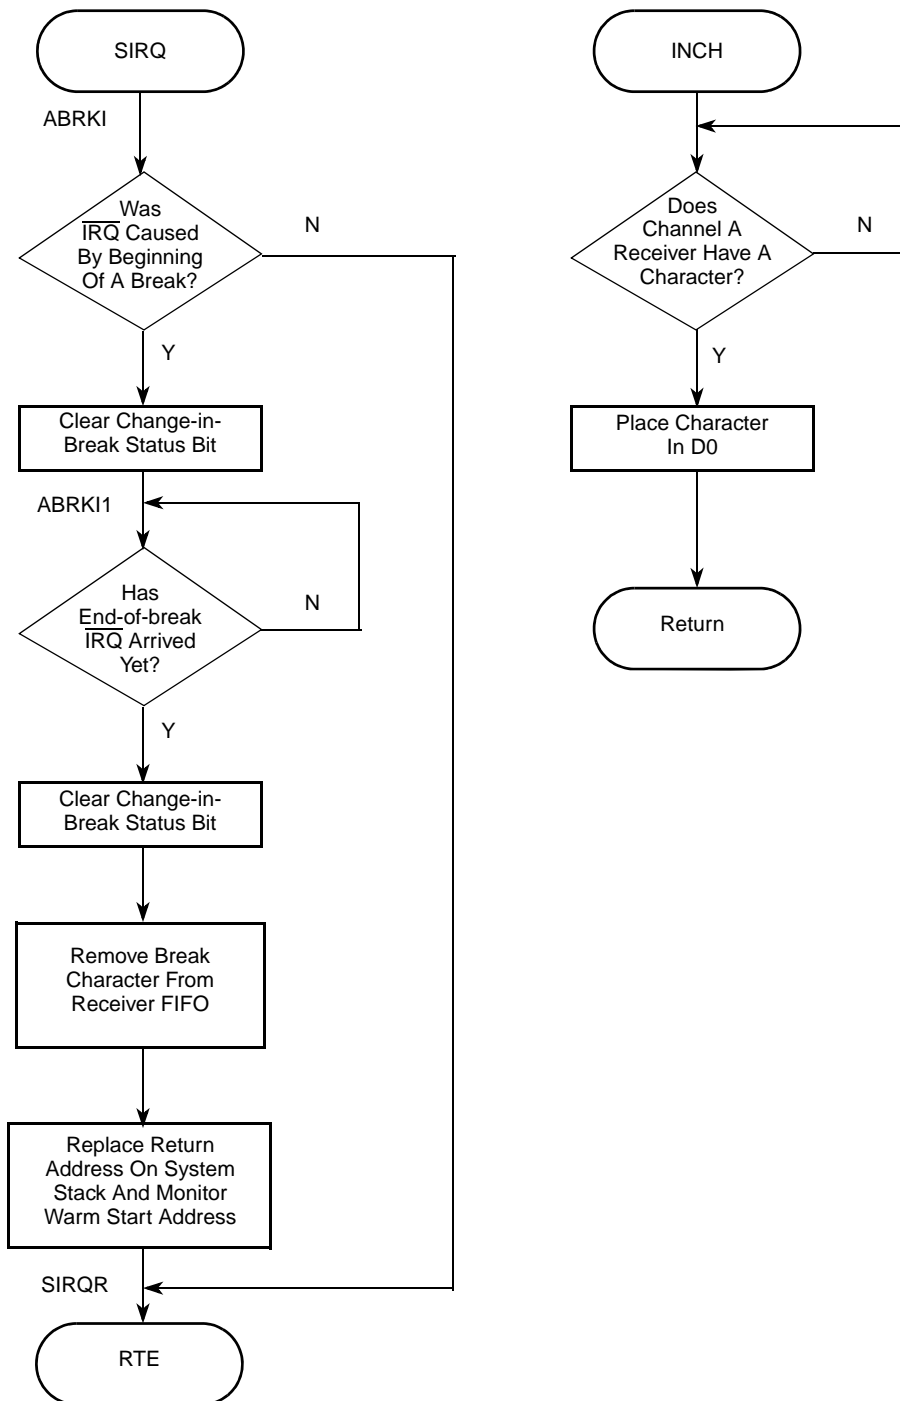 SIRQ
ABRKI
Was
IRQ Caused
By Beginning
Of A Break?
N
Y
Clear Change-in-
Break Status Bit
ABRKI1
Has
End-of-break
IRQ Arrived
Yet?
N
Y
Clear Change-in-
Break Status Bit
Remove Break
Character From
Receiver FIFO
Replace Return
Address On System
Stack And Monitor
Warm Start Address
SIRQR
RTE
INCH
Does
Channel A
Receiver Have A
Character?
N
Y
Place Character
In D0
Return